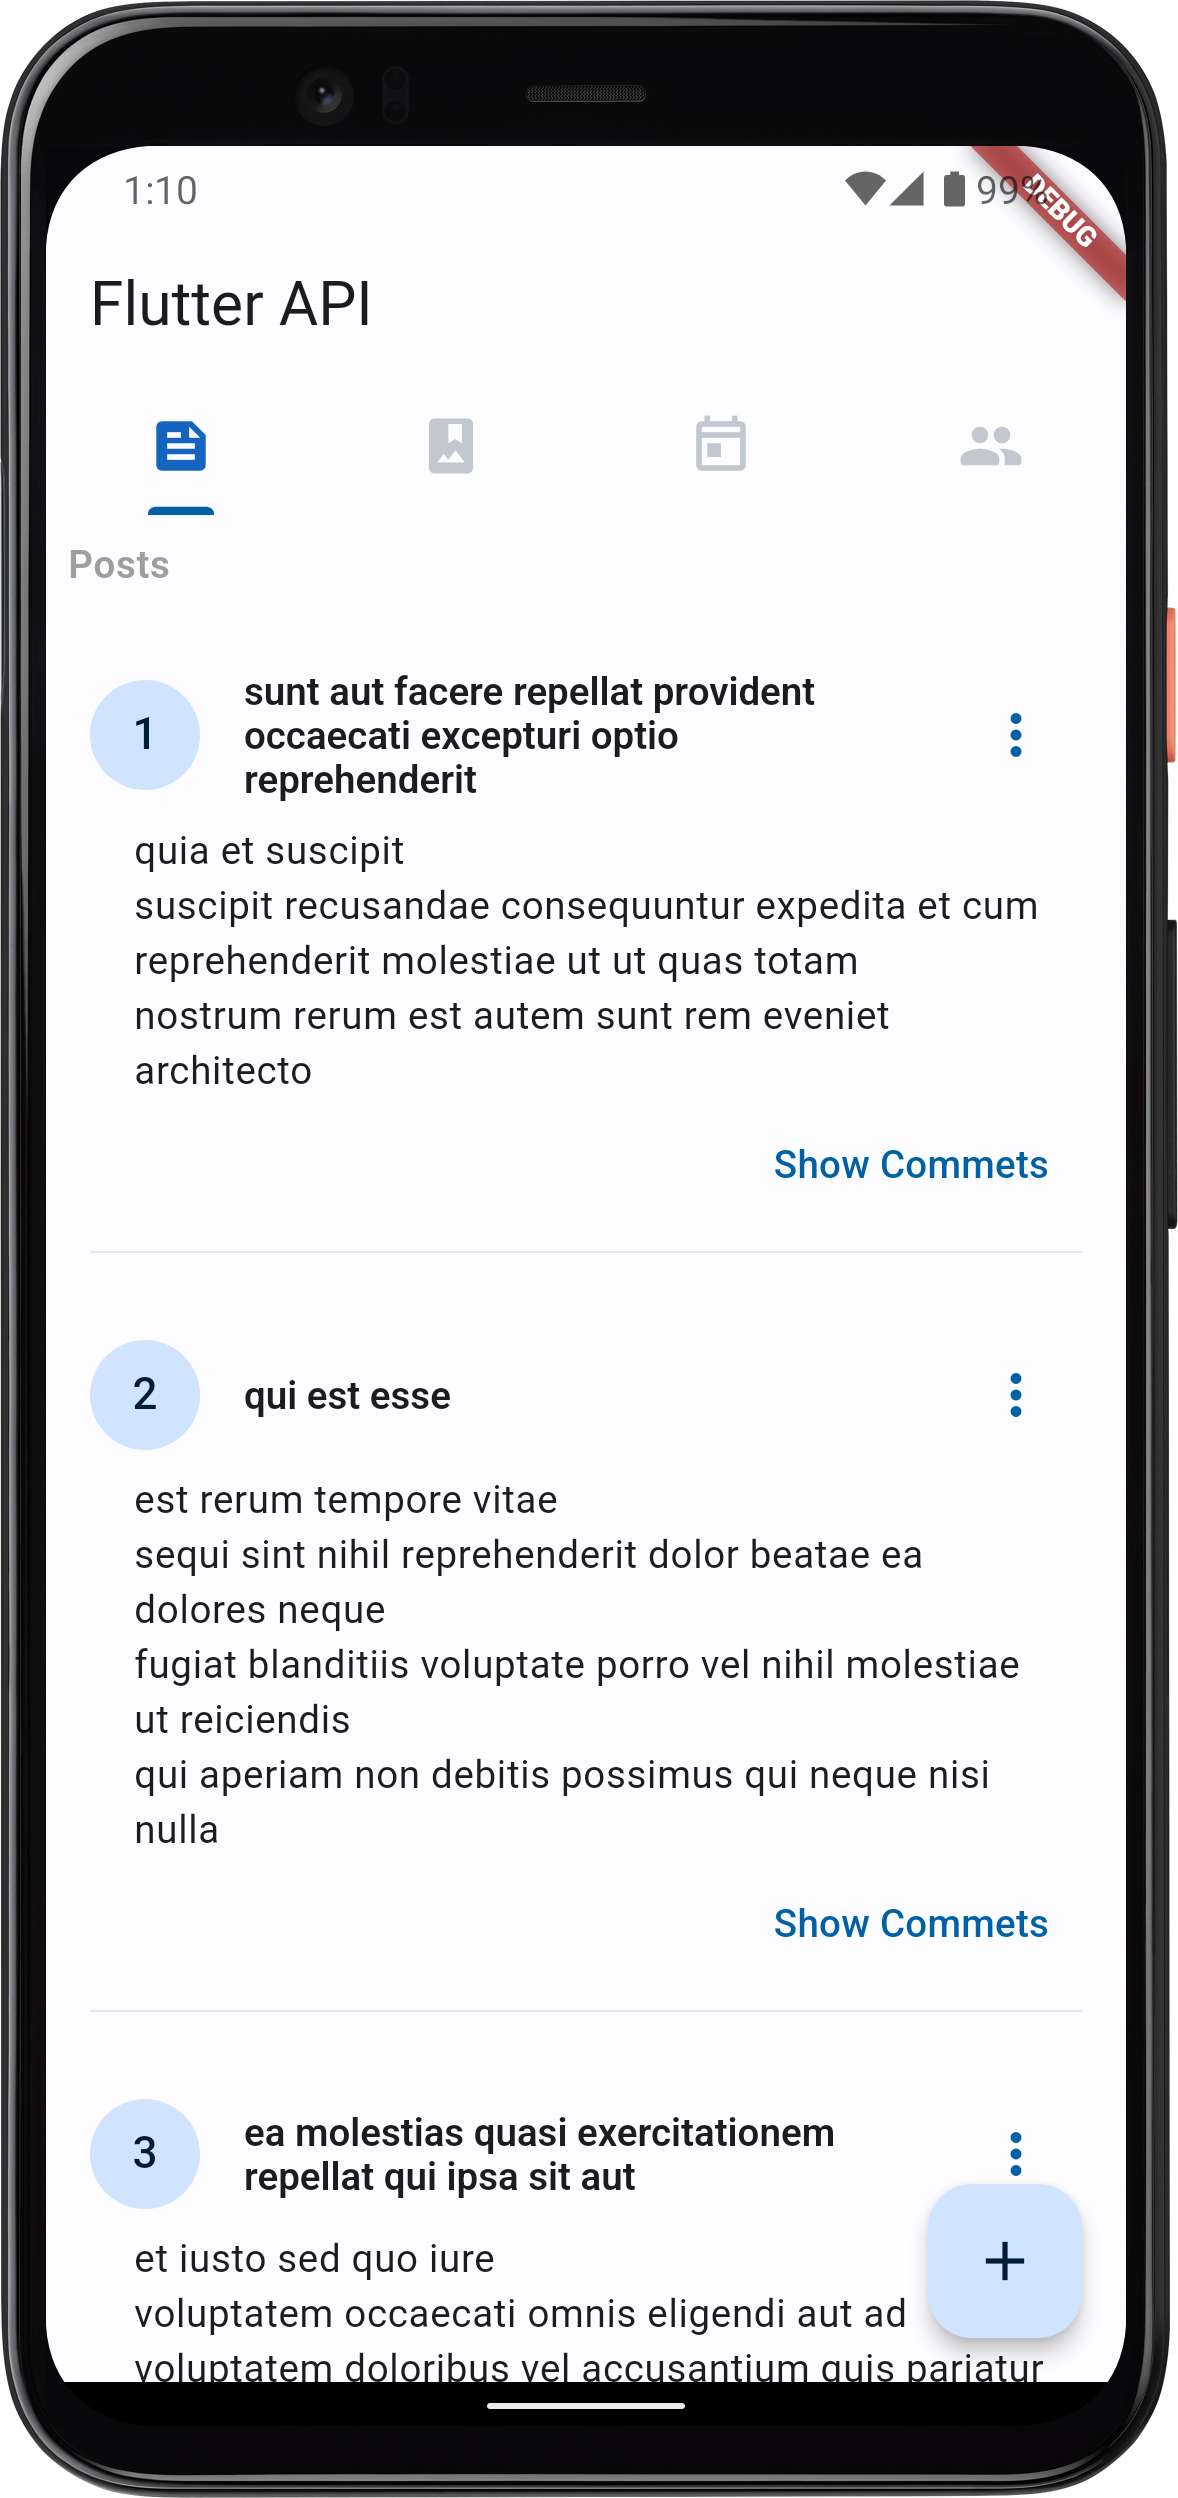 1:10
99%
DEBUG
Flutter API
Posts
1
sunt aut facere repellat provident
occaecati excepturi optio
reprehenderit
quia et suscipit
suscipit recusandae consequuntur expedita et cum
reprehenderit molestiae ut ut quas totam
nostrum rerum est autem sunt rem eveniet
architecto
Show Commets
2
qui est esse
est rerum tempore vitae
sequi sint nihil reprehenderit dolor beatae ea
dolores neque
fugiat blanditiis voluptate porro vel nihil molestiae
ut reiciendis
qui aperiam non debitis possimus qui neque nisi
nulla
Show Commets
3
ea molestias quasi exercitationem
repellat qui ipsa sit aut
et iusto sed quo iure
voluptatem occaecati omnis eligendi aut ad
voluptatem doloribus vel accusantium quis pariatur